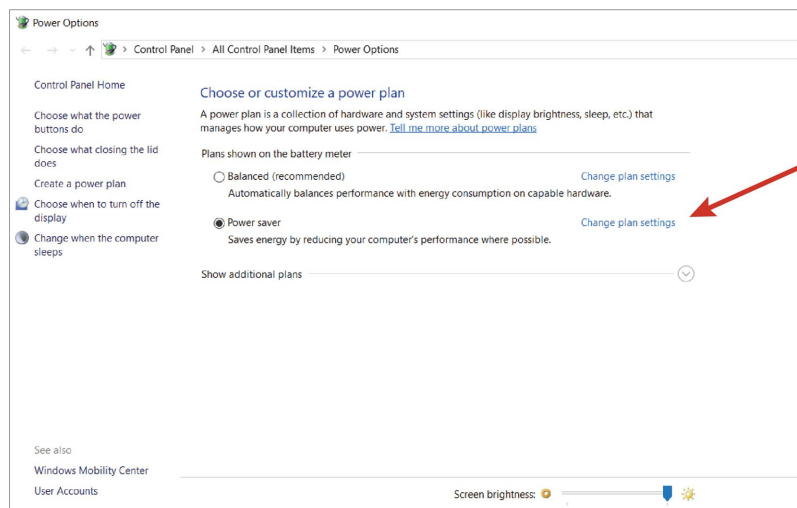 Power Options
Control Panel > All Control Panel Items > Power Options
Control Panel Home
Choose what the power
buttons do
Choose what closing the lid
does
Create a power plan
Choose when to turn off the
display
Change when the computer
sleeps
Choose or customize a power plan
A power plan is a collection of hardware and system settings (like display brightness, sleep, etc.) that
manages how your computer uses power. Tell me more about power plans
Plans shown on the battery meter
Balanced (recommended) Change plan settings
Automatically balances performance with energy consumption on capable hardware.
Power saver Change plan settings
Saves energy by reducing your computer's performance where possible.
Show additional plans
See also
Windows Mobility Center
User Accounts
Screen brightness: